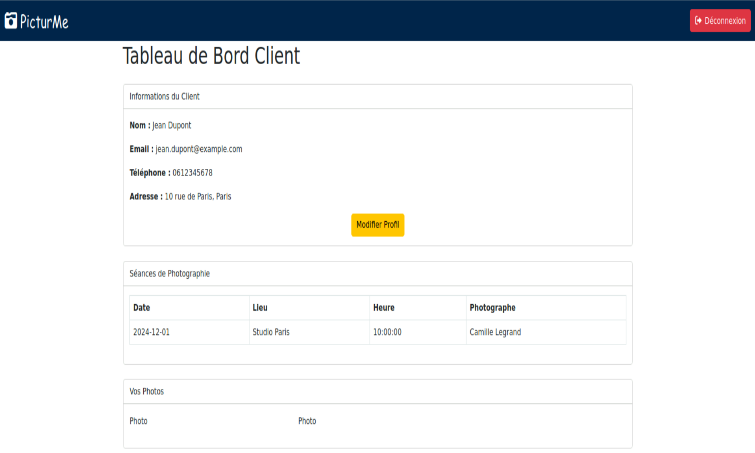 PicturMe
Déconnexion
Tableau de Bord Client
Informations du Client
Nom : Jean Dupont
Email : jean.dupont@example.com
Téléphone : 0612345678
Adresse : 10 rue de Paris, Paris
Modifier Profil
Séances de Photographie
Date Lieu Heure Photographe
2024-12-01 Studio Paris 10:00:00 Camille Legrand
Vos Photos
Photo Photo